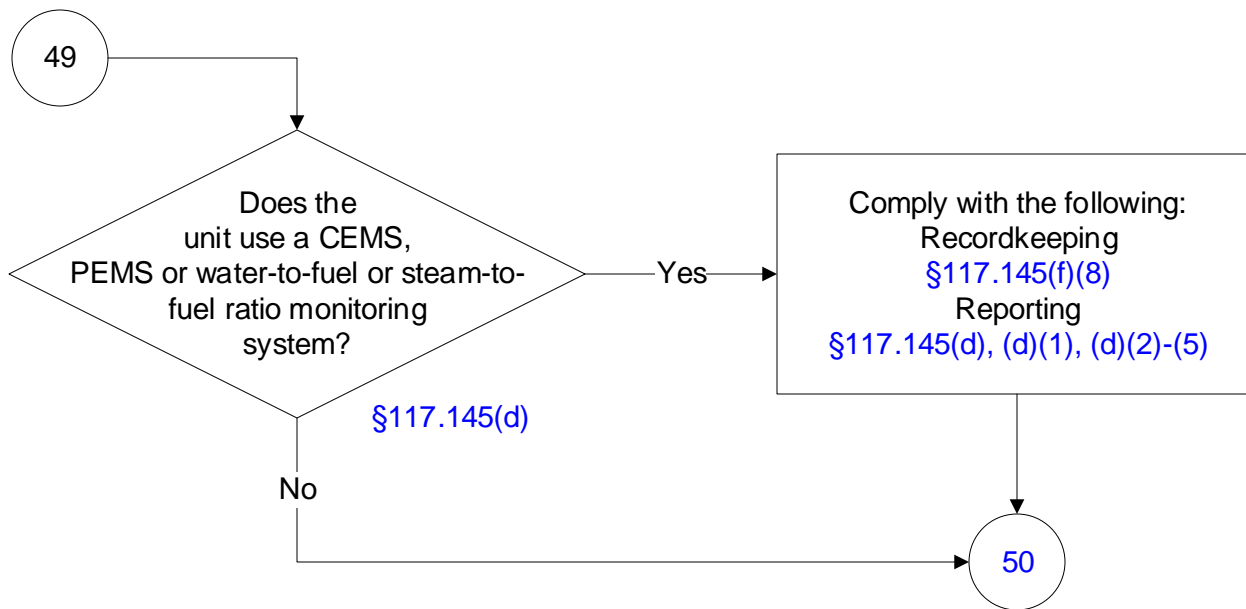 49
Does the
unit use a CEMS,
PEMS or water-to-fuel or steam-to-
fuel ratio monitoring
system?
§117.145(d)
Yes
Comply with the following:
Recordkeeping
§117.145(f)(8)
Reporting
§117.145(d), (d)(1), (d)(2)-(5)
No
50